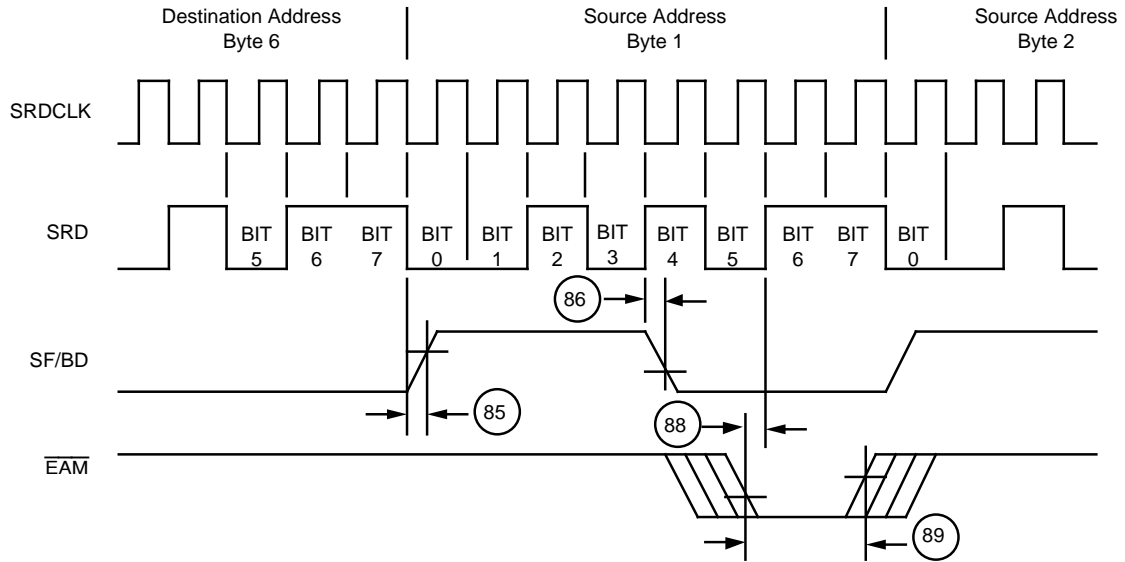 Destination Address
Byte 6
Source Address
Byte 1
Source Address
Byte 2
SRDCLK
SRD
BIT 5
BIT 6
BIT 7
BIT 0
BIT 1
BIT 2
BIT 3
BIT 4
BIT 5
BIT 6
BIT 7
BIT 0
86
SF/BD
85
88
EAM
89